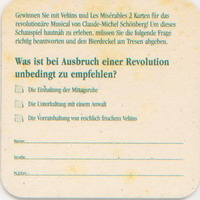 Gewinnen Sie mit Veltins und Les Misérables 2 Karten für das
revolutionäre Musical von Claude-Michel Schönberg! Um dieses
Schauspiel hautnah zu erleben, müssen Sie die folgende Frage
richtig beantworten und den Bierdeckel am Tresen abgeben.
Was ist bei Ausbruch einer Revolution
unbedingt zu empfehlen?
Die Einhaltung der Mittagsruhe
Die Unterhaltung mit einem Anwalt
Die Vorratshaltung von reichlich frischem Veltins
Name:
Straße: